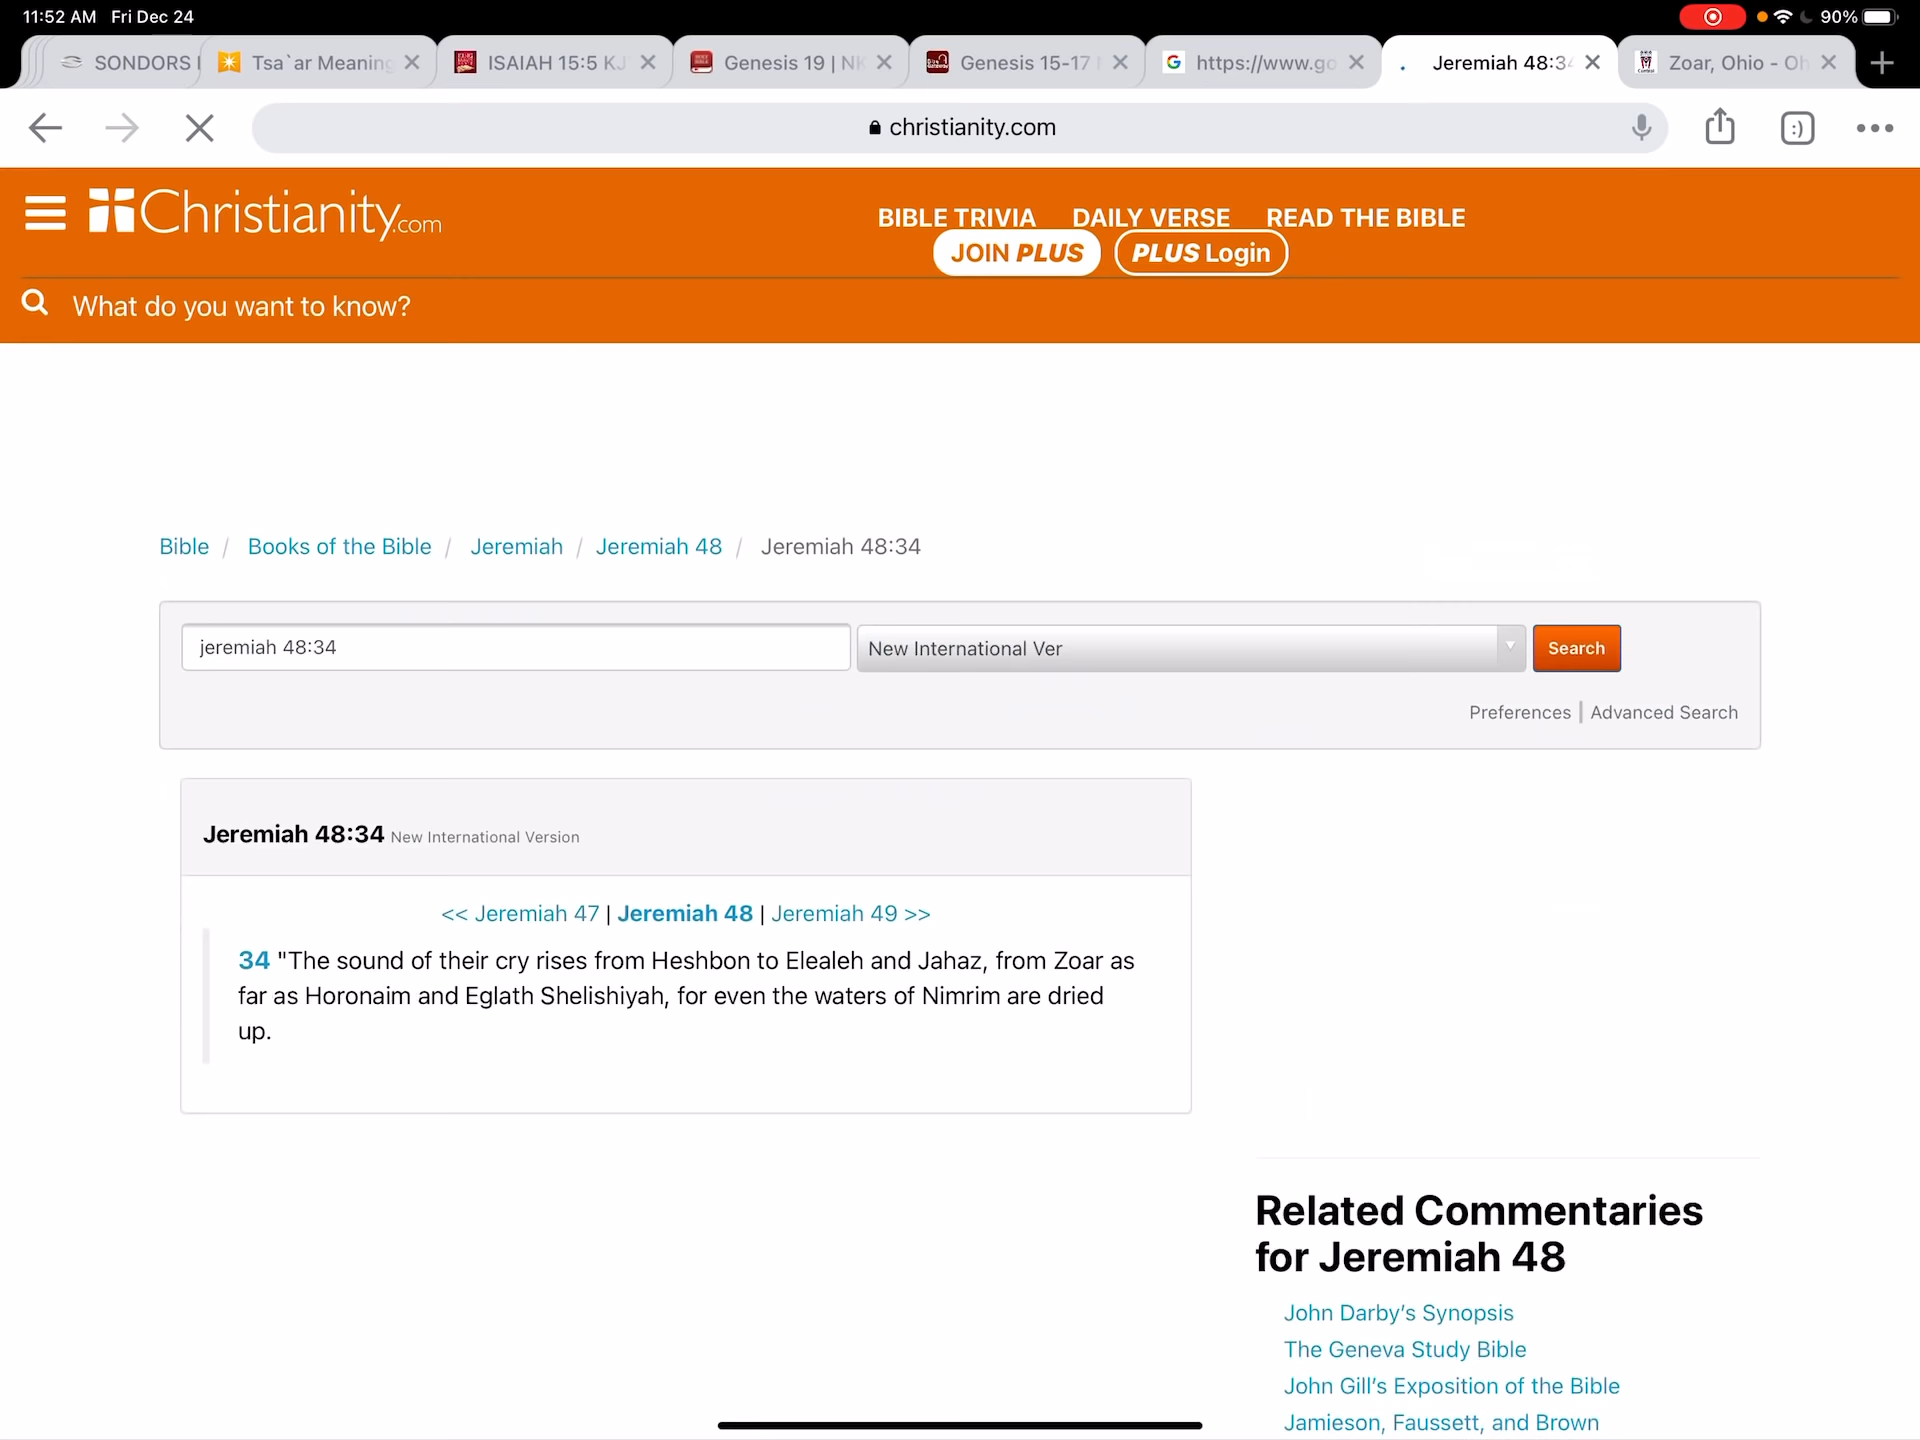 11:52 AM Fri Dec 24
90%
SONDORS
Tsa`ar Meaning
ISAIAH 15:5 KJ
Genesis 19 | NK
Genesis 15-17
https://www.go
Jeremiah 48:34
Zoar, Ohio - Oh
christianity.com
:)
Christianity.com
BIBLE TRIVIA DAILY VERSE READ THE BIBLE
JOIN PLUS PLUS Login
What do you want to know?
Bible / Books of the Bible / Jeremiah / Jeremiah 48 / Jeremiah 48:34
jeremiah 48:34
New International Ver
Search
Preferences | Advanced Search
Jeremiah 48:34 New International Version
<< Jeremiah 47 | Jeremiah 48 | Jeremiah 49 >>
34 "The sound of their cry rises from Heshbon to Elealeh and Jahaz, from Zoar as
far as Horonaim and Eglath Shelishiyah, for even the waters of Nimrim are dried
up.
Related Commentaries
for Jeremiah 48
John Darby's Synopsis
The Geneva Study Bible
John Gill's Exposition of the Bible
Jamieson, Faussett, and Brown